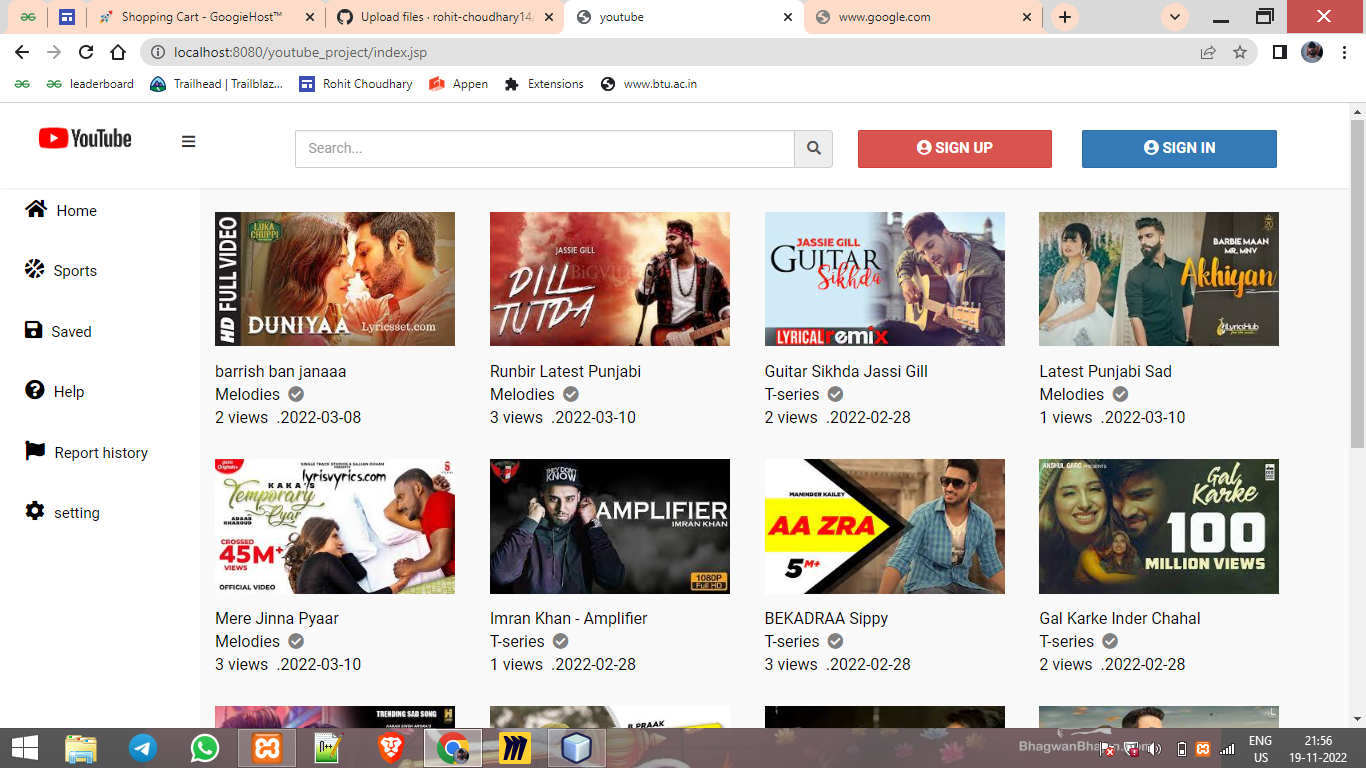 Shopping Cart - GoogieHost™
Upload files · rohit-choudhary14/
youtube
www.google.com
localhost:8080/youtube_project/index.jsp
leaderboard
Trailhead | Trailblaz...
Rohit Choudhary
Appen
Extensions
www.btu.ac.in
YouTube
Search...
SIGN UP
SIGN IN
Home
Sports
Saved
Help
Report history
setting
HD FULL VIDEO
LUKA CHUPPI
DUNIYAA
Lyricsset.com
barrish ban janaaa
Melodies
2 views .2022-03-08
JASSIE GILL
BiGVID
DILL
TUTDA
Runbir Latest Punjabi
Melodies
3 views .2022-03-10
JASSIE GILL
GUITAR
Sikhda
LYRICAL remix
Guitar Sikhda Jassi Gill
T-series
2 views .2022-02-28
BARBIE MAAN
MR. MNV
Akhiyan
iLyricsHub
Latest Punjabi Sad
Melodies
1 views .2022-03-10
SINGLE TRACK STUDIOS & SAJJAN DUHAN
lyrisvyrics.com
KAKA'S
Temporary
Pyar
ADAAB
KHAROUD
CROSSED
45M+
VIEWS
OFFICIAL VIDEO
Mere Jinna Pyaar
Melodies
3 views .2022-03-10
THEY DON'T
KNOW
AMPLIFIER
IMRAN KHAN
1080P
Full HD
Imran Khan - Amplifier
T-series
1 views .2022-02-28
MANINDER KAILEY
AA ZRA
5M+
BEKADRAA Sippy
T-series
3 views .2022-02-28
ANSHUL GARG PRESENTS
Gal
Karke
100
MILLION VIEWS
Gal Karke Inder Chahal
T-series
2 views .2022-02-28
TRENDING SAD SONG
B PRAAK
ENG
US
21:56
19-11-2022